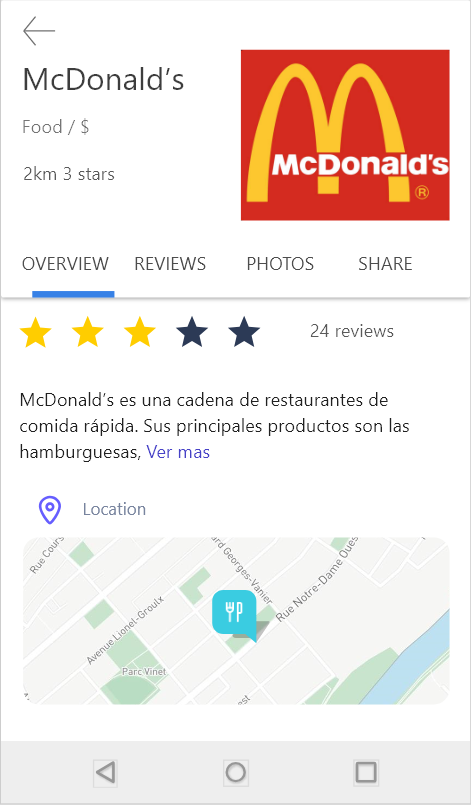 McDonald's
Food / $
2km 3 stars
McDonald's
®
OVERVIEW REVIEWS PHOTOS SHARE
24 reviews
McDonald's es una cadena de restaurantes de
comida rápida. Sus principales productos son las
hamburguesas, Ver mas
Location
Rue Cours
ard Georges-Vanier
Rue Notre-Dame Oues
Avenue Lionel-Groulx
Parc Vinet
est